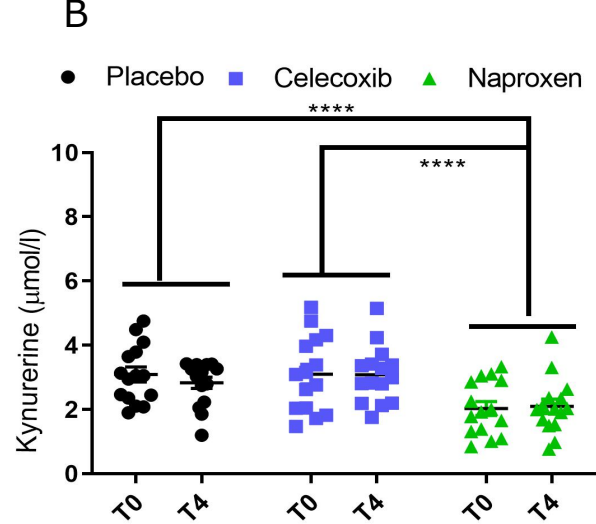 B
Placebo Celecoxib Naproxen
****
****
10
8
6
4
2
0
Kynurerine (μmol/l)
T0 T4 T0 T4 T0 T4